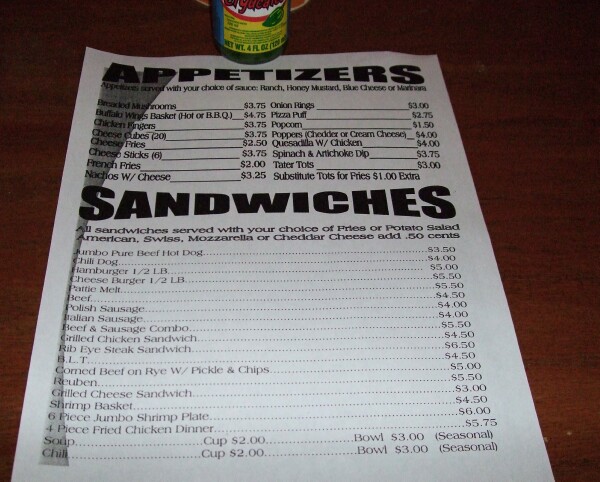 El Yucateco
NET WT. 4 FL OZ (120
APPETIZERS
Appetizers served with your choice of sauce: Ranch, Honey Mustard, Blue Cheese or Marinara
Breaded Mushrooms $3.75 Onion Rings $3.00
Buffalo Wings Basket (Hot or B.B.Q.) $4.75 Pizza Puff $2.75
Chicken Fingers $3.75 Popcorn $1.50
Cheese Cubes (20) $3.75 Poppers (Chedder or Cream Cheese) $4.00
Cheese Fries $2.50 Quesadilla W/ Chicken $4.00
Cheese Sticks (6) $3.75 Spinach & Artichoke Dip $3.75
French Fries $2.00 Tater Tots $3.00
Nachos W/ Cheese $3.25 Substitute Tots for Fries $1.00 Extra
SANDWICHES
All sandwiches served with your choice of Fries or Potato Salad
American, Swiss, Mozzarella or Cheddar Cheese add .50 cents
Jumbo Pure Beef Hot Dog $3.50
Chili Dog $4.00
Hamburger 1/2 LB $5.00
Cheese Burger 1/2 LB $5.50
Pattie Melt $5.50
Beef $4.50
Polish Sausage $4.00
Italian Sausage $4.00
Beef & Sausage Combo $5.50
Grilled Chicken Sandwich $4.50
Rib Eye Steak Sandwich $6.50
B.L.T. $4.50
Corned Beef on Rye W/ Pickle & Chips $5.00
Reuben $5.50
Grilled Cheese Sandwich $3.00
Shrimp Basket $4.50
6 Piece Jumbo Shrimp Plate $6.00
4 Piece Fried Chicken Dinner $5.75
Soup Cup $2.00 Bowl $3.00 (Seasonal)
Chili Cup $2.00 Bowl $3.00 (Seasonal)